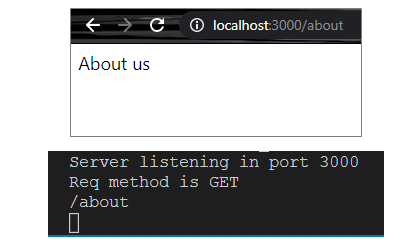 localhost:3000/about
About us
Server listening in port 3000
Req method is GET
/about